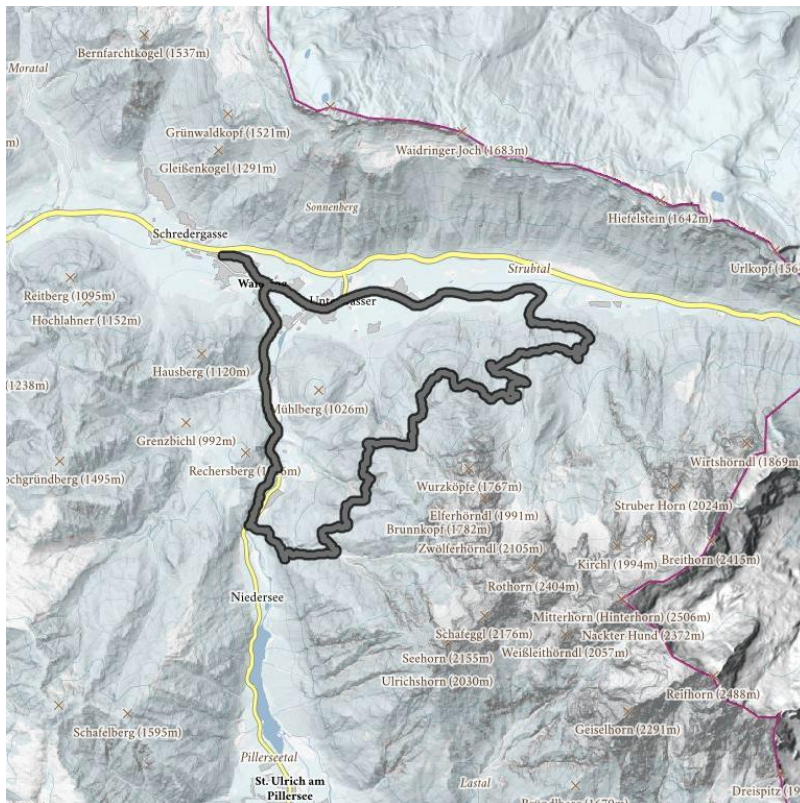 Bernfarchtkogel (1537m)
Moratal
Grünwaldkopf (1521m)
Gleißenkogel (1291m)
Waidringer Joch (1683m)
Sonnenberg
Hiefelstein (1642m)
Schredergasse
Strubtal
Reitberg (1095m)
Hochlahner (1152m)
Hausberg (1120m)
1238m)
Mühlberg (1026m)
Grenzbichl (992m)
Rechersberg
Wirtshörndl (1869m)
Wurzköpfe (1767m)
Struber Horn (2024m)
Elferhörndl (1991m)
Brunnkopf (1782m)
Zwölferhörndl (2105m)
Breithorn (2415m)
Kirchl (1994m)
Rothorn (2404m)
Niedersee
Mitterhorn (Hinterhorn) (2506m)
Schafeggl (2176m)
Nackter Hund (2372m)
Weißleithörndl (2057m)
Seehorn (2155m)
Ulrichshorn (2030m)
Reifhorn (2488m)
Schafelberg (1595m)
Geiselhorn (2291m)
Pillerseetal
St. Ulrich am
Pillersee
Lastal
Dreispitz